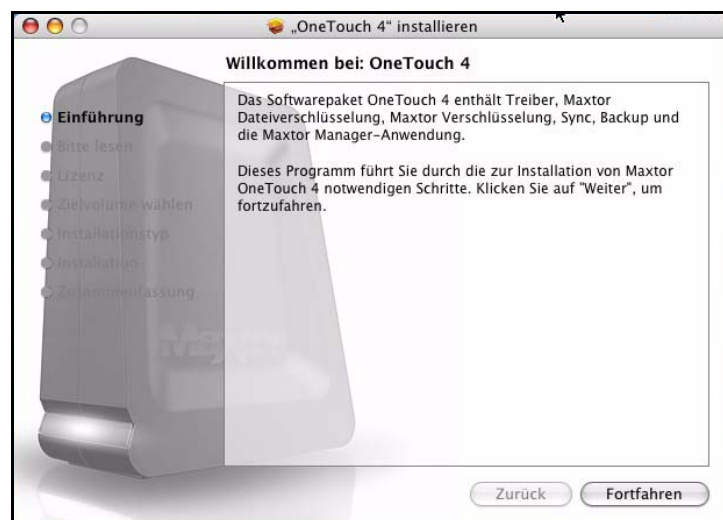 „OneTouch 4“ installieren
Willkommen bei: OneTouch 4
Einführung
Bitte lesen
Lizenz
Zielvolume wählen
Installationstyp
Installation
Zusammenfassung
Das Softwarepaket OneTouch 4 enthält Treiber, Maxtor
Dateiverschlüsselung, Maxtor Verschlüsselung, Sync, Backup und
die Maxtor Manager-Anwendung.
Dieses Programm führt Sie durch die zur Installation von Maxtor
OneTouch 4 notwendigen Schritte. Klicken Sie auf "Weiter", um
fortzufahren.
Maxtor
Zurück
Fortfahren